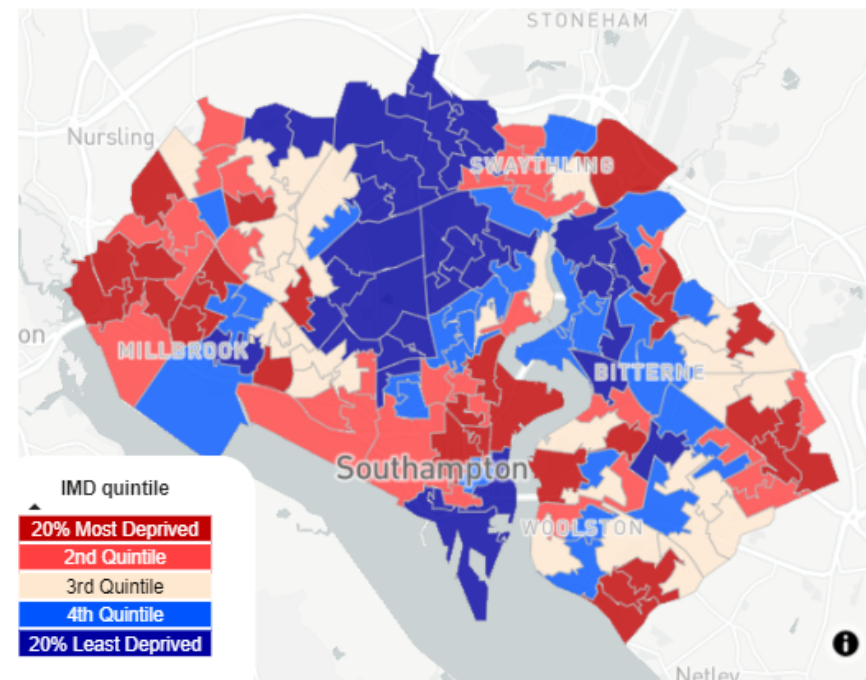 STONEHAM
Nursling
SWAYTHLING
on
MILLBROOK
BITTERNE
Southampton
WOOLSTON
Netley
IMD quintile
20% Most Deprived
2nd Quintile
3rd Quintile
4th Quintile
20% Least Deprived
i